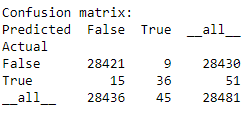 Confusion matrix:
Predicted  False  True  __all__
Actual
False      28421     9    28430
True          15    36       51
__all__    28436    45    28481